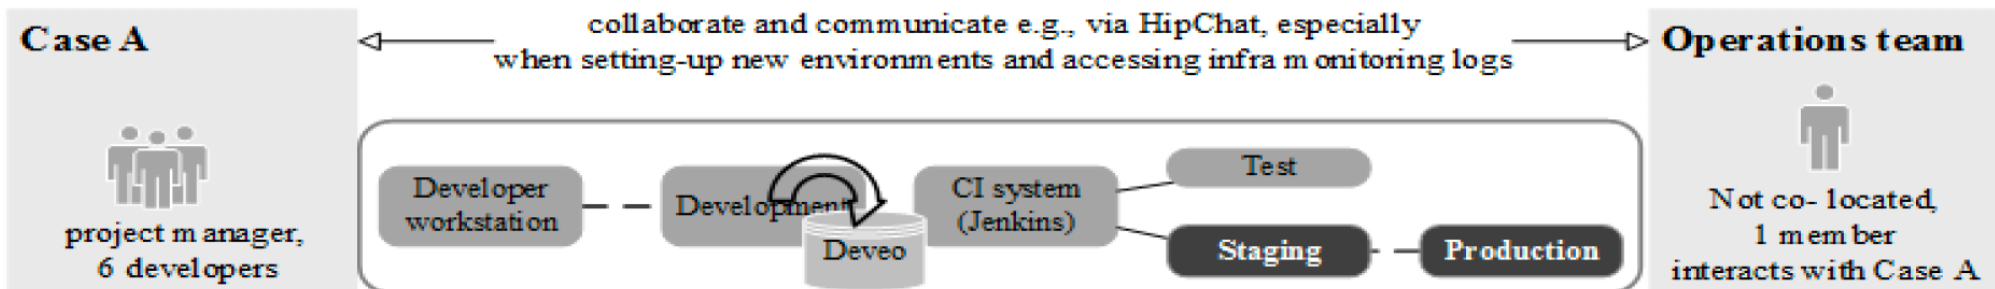 Case A
collaborate and communicate e.g., via HipChat, especially
when setting-up new environments and accessing infra monitoring logs
Operations team
project manager,
6 developers
Developer
workstation
Development
Deveo
CI system
(Jenkins)
Test
Staging
Production
Not co- located,
1 member
interacts with Case A